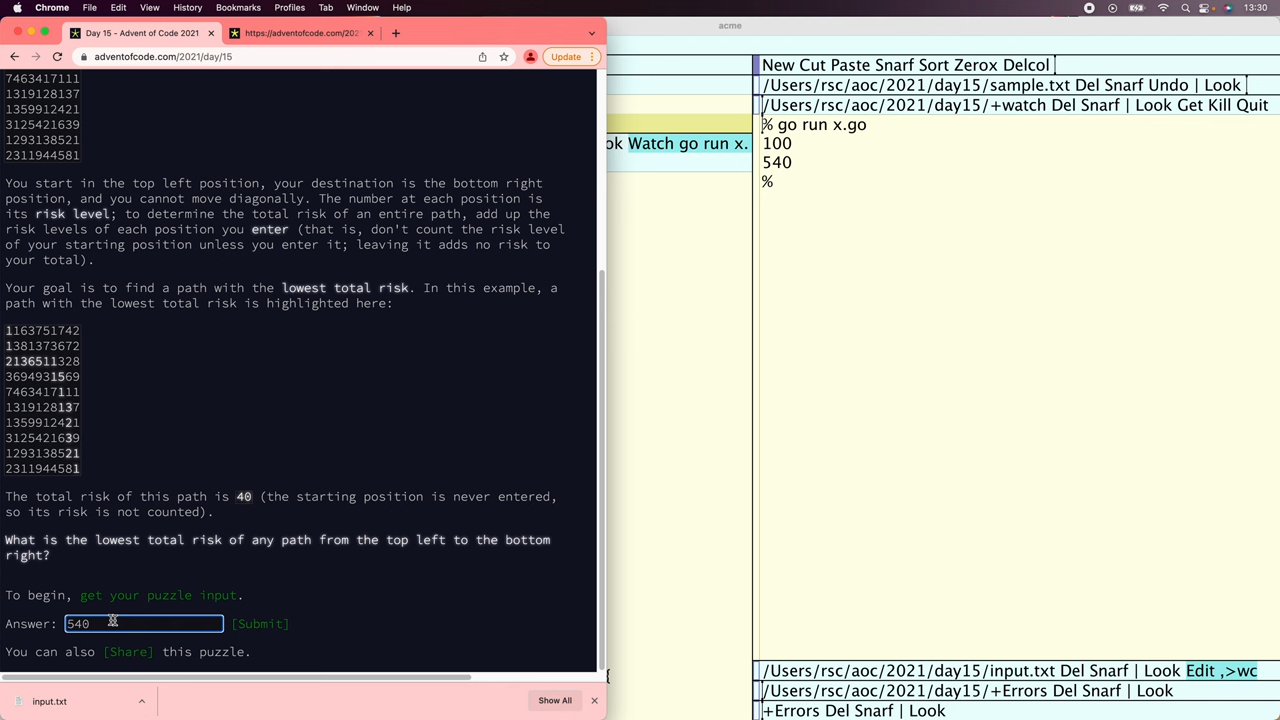 Chrome File Edit View History Bookmarks Profiles Tab Window Help 13:30
Day 15 - Advent of Code 2021
https://adventofcode.com/202
acme
adventofcode.com/2021/day/15
Update
7463417111
1319128137
1359912421
3125421639
1293138521
2311944581
You start in the top left position, your destination is the bottom right
position, and you cannot move diagonally. The number at each position is
its risk level; to determine the total risk of an entire path, add up the
risk levels of each position you enter (that is, don't count the risk level
of your starting position unless you enter it; leaving it adds no risk to
your total).
Your goal is to find a path with the lowest total risk. In this example, a
path with the lowest total risk is highlighted here:
1163751742
1381373672
2136511328
3694931569
7463417111
1319128137
1359912421
3125421639
1293138521
2311944581
The total risk of this path is 40 (the starting position is never entered,
so its risk is not counted).
What is the lowest total risk of any path from the top left to the bottom
right?
To begin, get your puzzle input.
Answer: 540 [Submit]
You can also [Share] this puzzle.
input.txt
Show All
ok Watch go run x.
New Cut Paste Snarf Sort Zerox Delcol
/Users/rsc/aoc/2021/day15/sample.txt Del Snarf Undo | Look
/Users/rsc/aoc/2021/day15/+watch Del Snarf | Look Get Kill Quit
% go run x.go
100
540
%
/Users/rsc/aoc/2021/day15/input.txt Del Snarf | Look Edit ,>wc
/Users/rsc/aoc/2021/day15/+Errors Del Snarf | Look
+Errors Del Snarf | Look